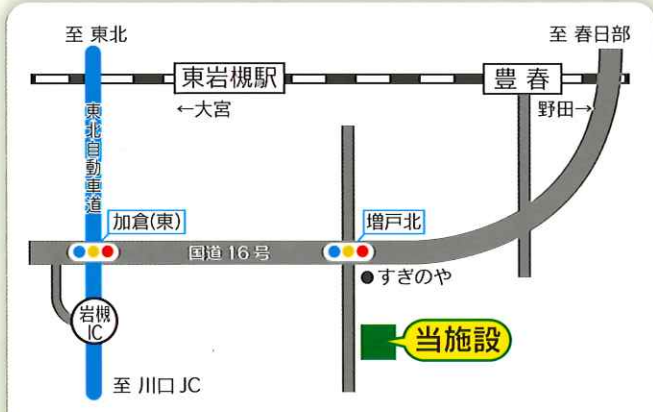 至 東北
至 春日部
東岩槻駅
豊春
←大宮
野田→
東北自動車道
加倉(東)
増戸北
国道16号
●すぎのや
岩槻
IC
当施設
至 川口JC